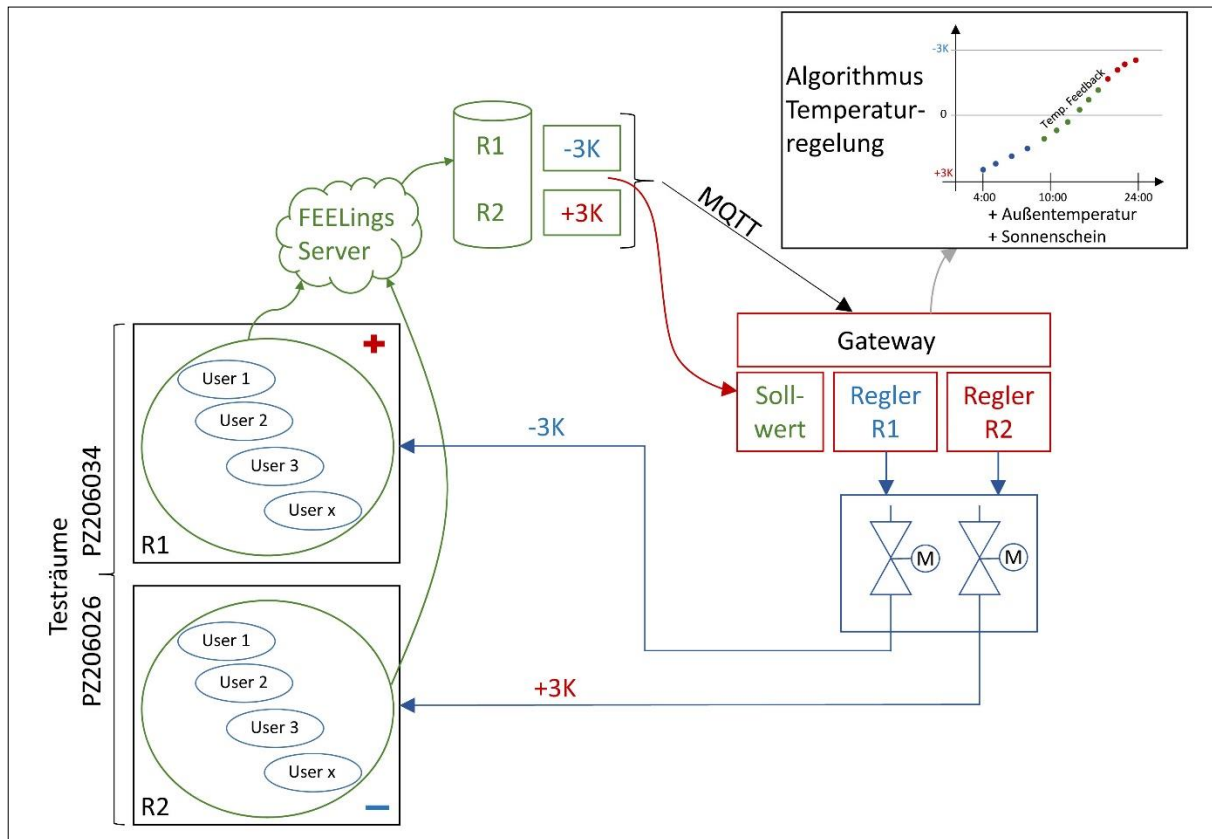 Algorithmus
Temperatur-
regelung
-3K
0
+3K
Temp. Feedback
4:00
10:00
24:00
+ Außentemperatur
+ Sonnenschein
R1
-3K
R2
+3K
MQTT
FEELings
Server
Gateway
Soll-
wert
Regler
R1
Regler
R2
M
M
-3K
+3K
Testräume
PZ206034
PZ206026
+
User 1
User 2
User 3
User x
R1
User 1
User 2
User 3
User x
R2
−